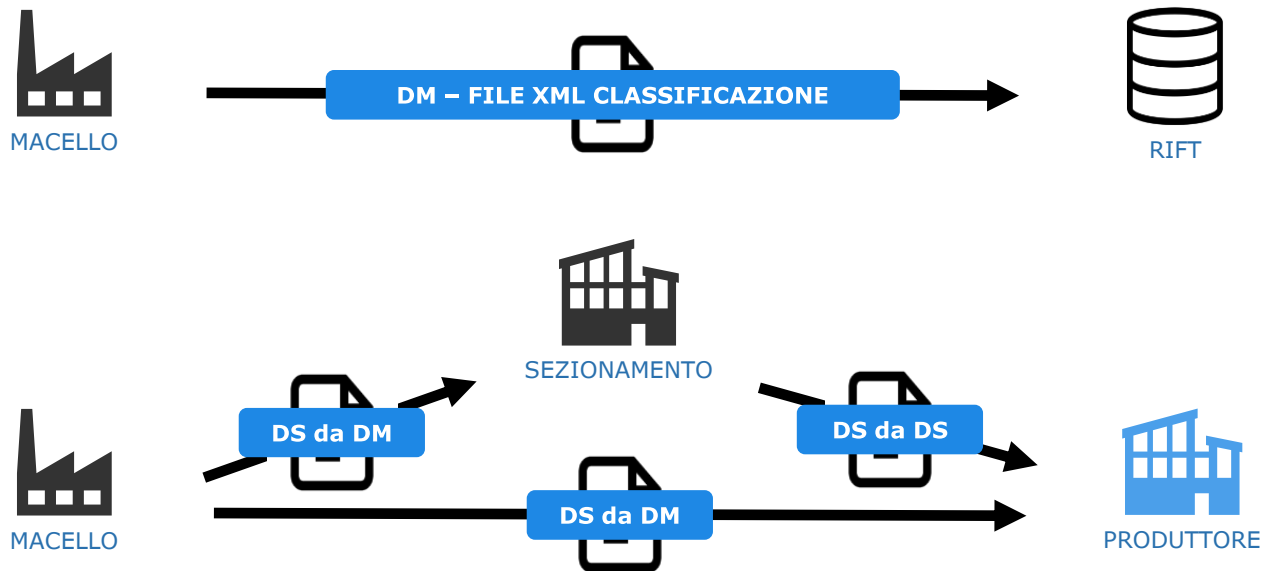 DM – FILE XML CLASSIFICAZIONE
MACELLO
RIFT
SEZIONAMENTO
DS da DM
DS da DS
DS da DM
MACELLO
PRODUTTORE